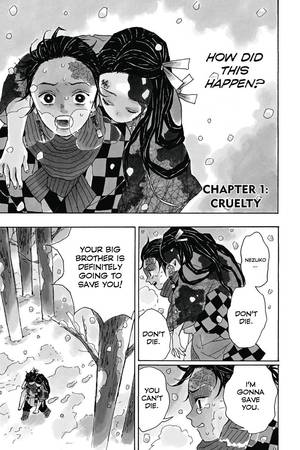 HOW DID
THIS
HAPPEN?
CHAPTER 1:
CRUELTY
NEZUKO
...
DON'T
DIE.
DON'T
DIE.
YOUR BIG
BROTHER IS
DEFINITELY
GOING TO
SAVE YOU!
I'M
GONNA
SAVE
YOU.
YOU
CAN'T
DIE.